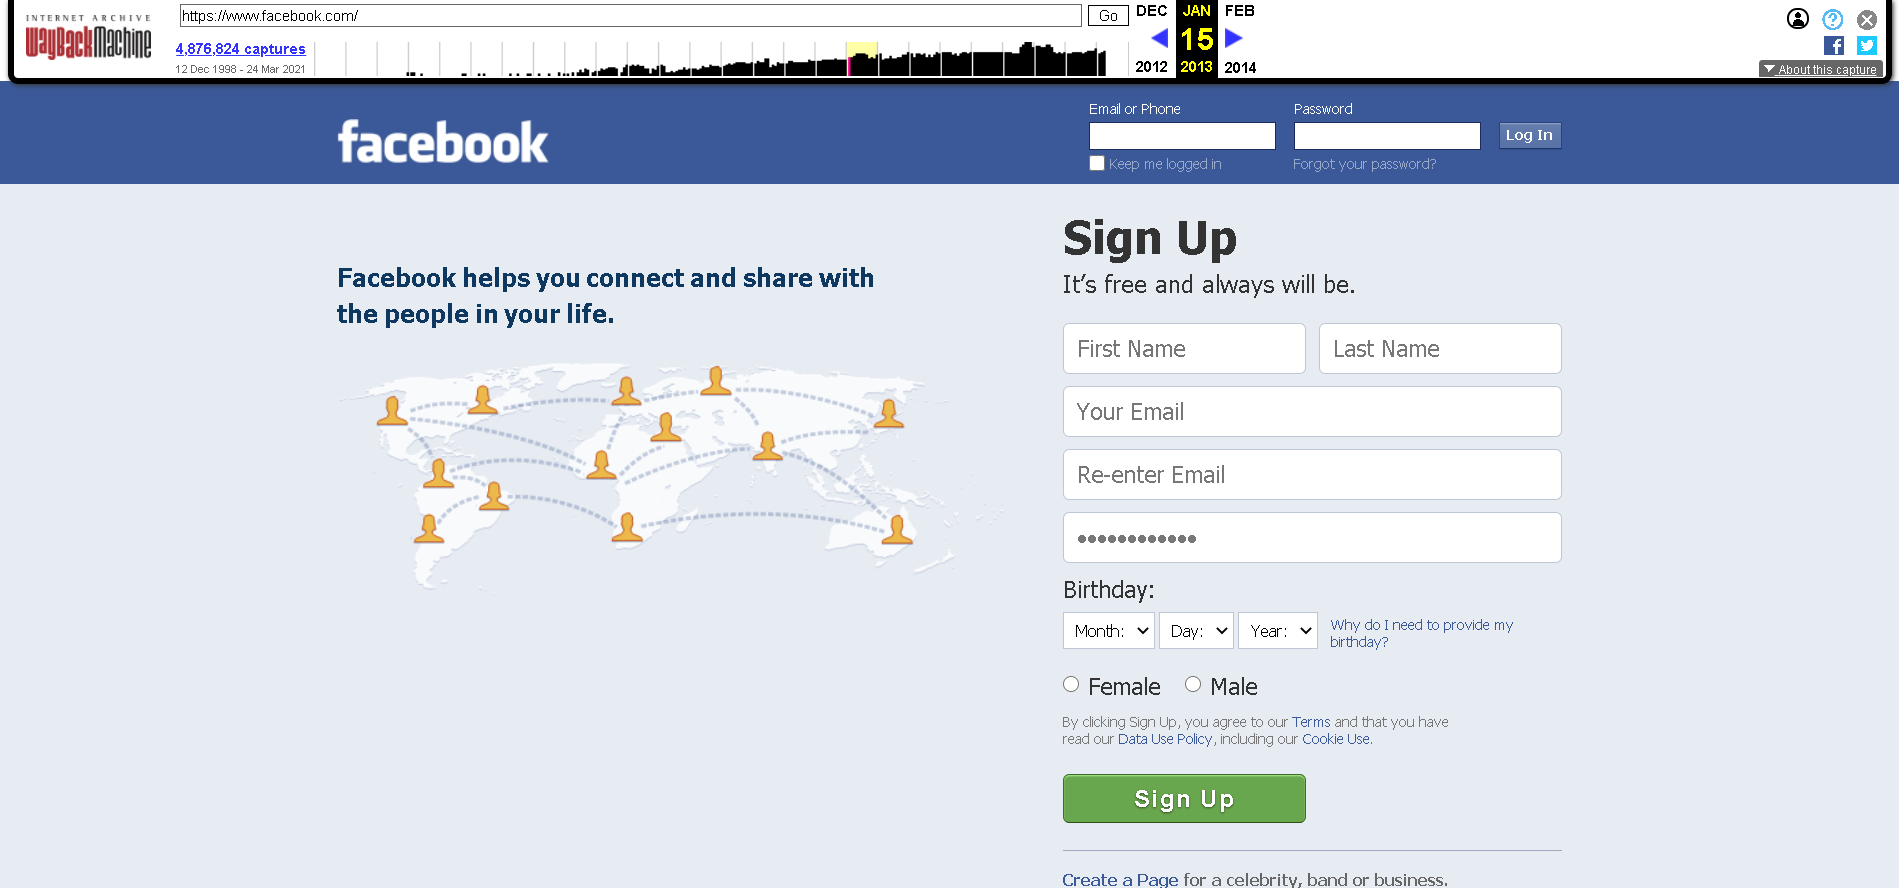 INTERNET ARCHIVE
WayBackMachine
https://www.facebook.com/
Go
DEC JAN FEB
15
2012 2013 2014
4,876,824 captures
12 Dec 1998 - 24 Mar 2021
About this capture
facebook
Email or Phone
Password
Log In
Keep me logged in
Forgot your password?
Facebook helps you connect and share with
the people in your life.
Sign Up
It’s free and always will be.
First Name
Last Name
Your Email
Re-enter Email
••••••••••••
Birthday:
Month: Day: Year:
Why do I need to provide my
birthday?
Female Male
By clicking Sign Up, you agree to our Terms and that you have
read our Data Use Policy, including our Cookie Use.
Sign Up
Create a Page for a celebrity, band or business.